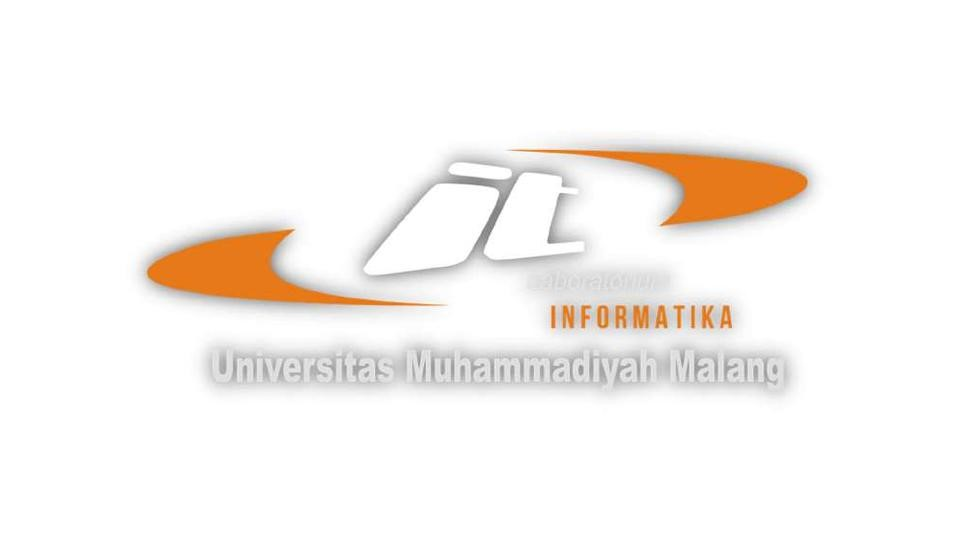 it
Laboratorium
INFORMATIKA
Universitas Muhammadiyah Malang